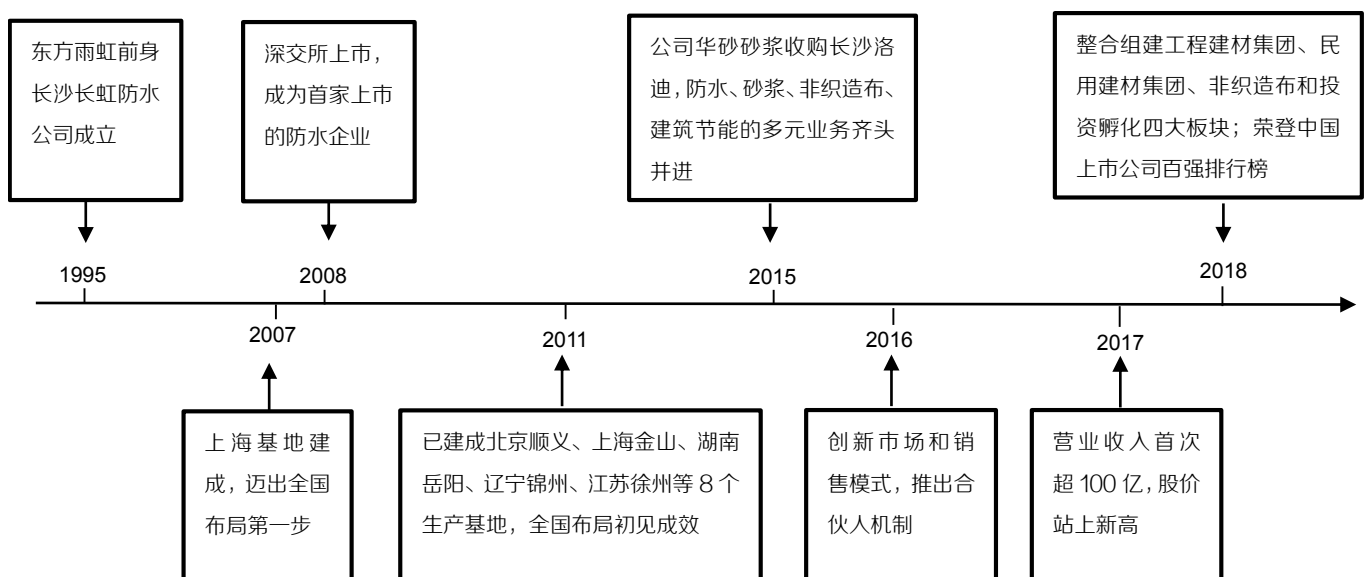 东方雨虹前身
长沙长虹防水
公司成立
深交所上市，
成为首家上市
的防水企业
公司华砂砂浆收购长沙洛
迪，防水、砂浆、非织造布、
建筑节能的多元业务齐头
并进
整合组建工程建材集团、民
用建材集团、非织造布和投
资孵化四大板块；荣登中国
上市公司百强排行榜
1995
2008
2015
2018
2007
2011
2016
2017
上海基地建
成，迈出全国
布局第一步
已建成北京顺义、上海金山、湖南
岳阳、辽宁锦州、江苏徐州等 8 个
生产基地，全国布局初见成效
创新市场和销
售模式，推出合
伙人机制
营业收入首次
超 100 亿，股价
站上新高